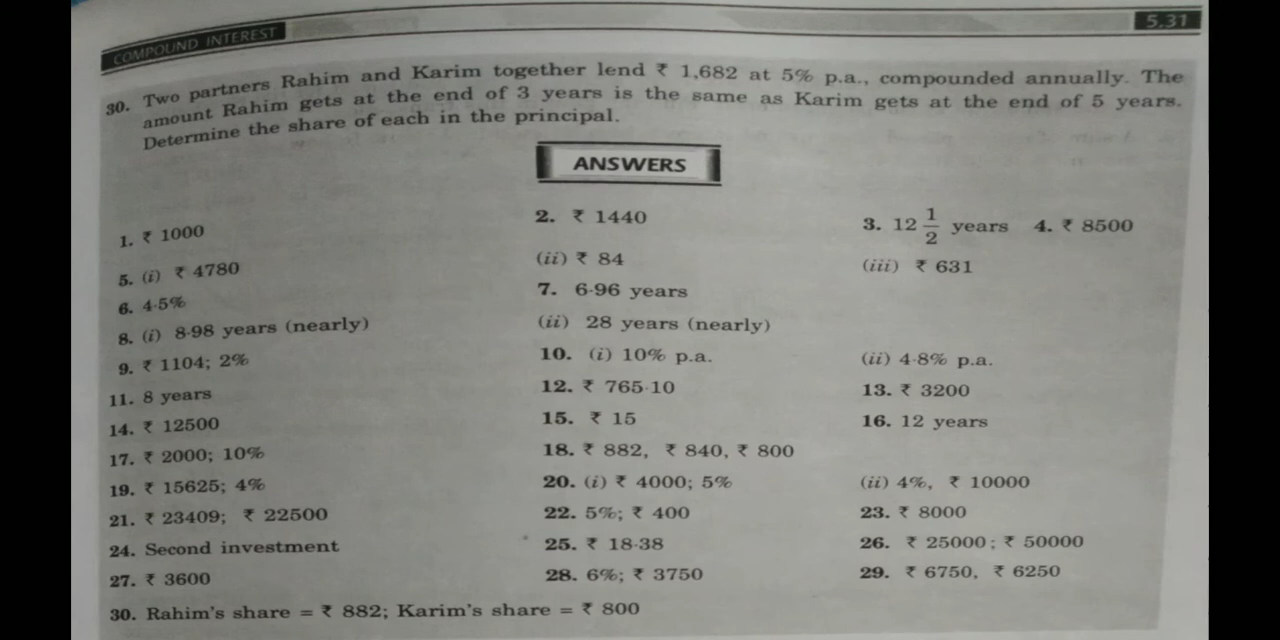 COMPOUND INTEREST
5.31
30. Two partners Rahim and Karim together lend ₹ 1,682 at 5% p.a., compounded annually. The
amount Rahim gets at the end of 3 years is the same as Karim gets at the end of 5 years.
Determine the share of each in the principal.
ANSWERS
1. ₹ 1000 2. ₹ 1440 3. 12 1/2 years 4. ₹ 8500
5. (i) ₹ 4780 (ii) ₹ 84 (iii) ₹ 631
6. 4·5% 7. 6·96 years
8. (i) 8·98 years (nearly) (ii) 28 years (nearly)
9. ₹ 1104; 2% 10. (i) 10% p.a. (ii) 4·8% p.a.
11. 8 years 12. ₹ 765·10 13. ₹ 3200
14. ₹ 12500 15. ₹ 15 16. 12 years
17. ₹ 2000; 10% 18. ₹ 882, ₹ 840, ₹ 800
19. ₹ 15625; 4% 20. (i) ₹ 4000; 5% (ii) 4%, ₹ 10000
21. ₹ 23409; ₹ 22500 22. 5%; ₹ 400 23. ₹ 8000
24. Second investment 25. ₹ 18·38 26. ₹ 25000; ₹ 50000
27. ₹ 3600 28. 6%; ₹ 3750 29. ₹ 6750, ₹ 6250
30. Rahim's share = ₹ 882; Karim's share = ₹ 800